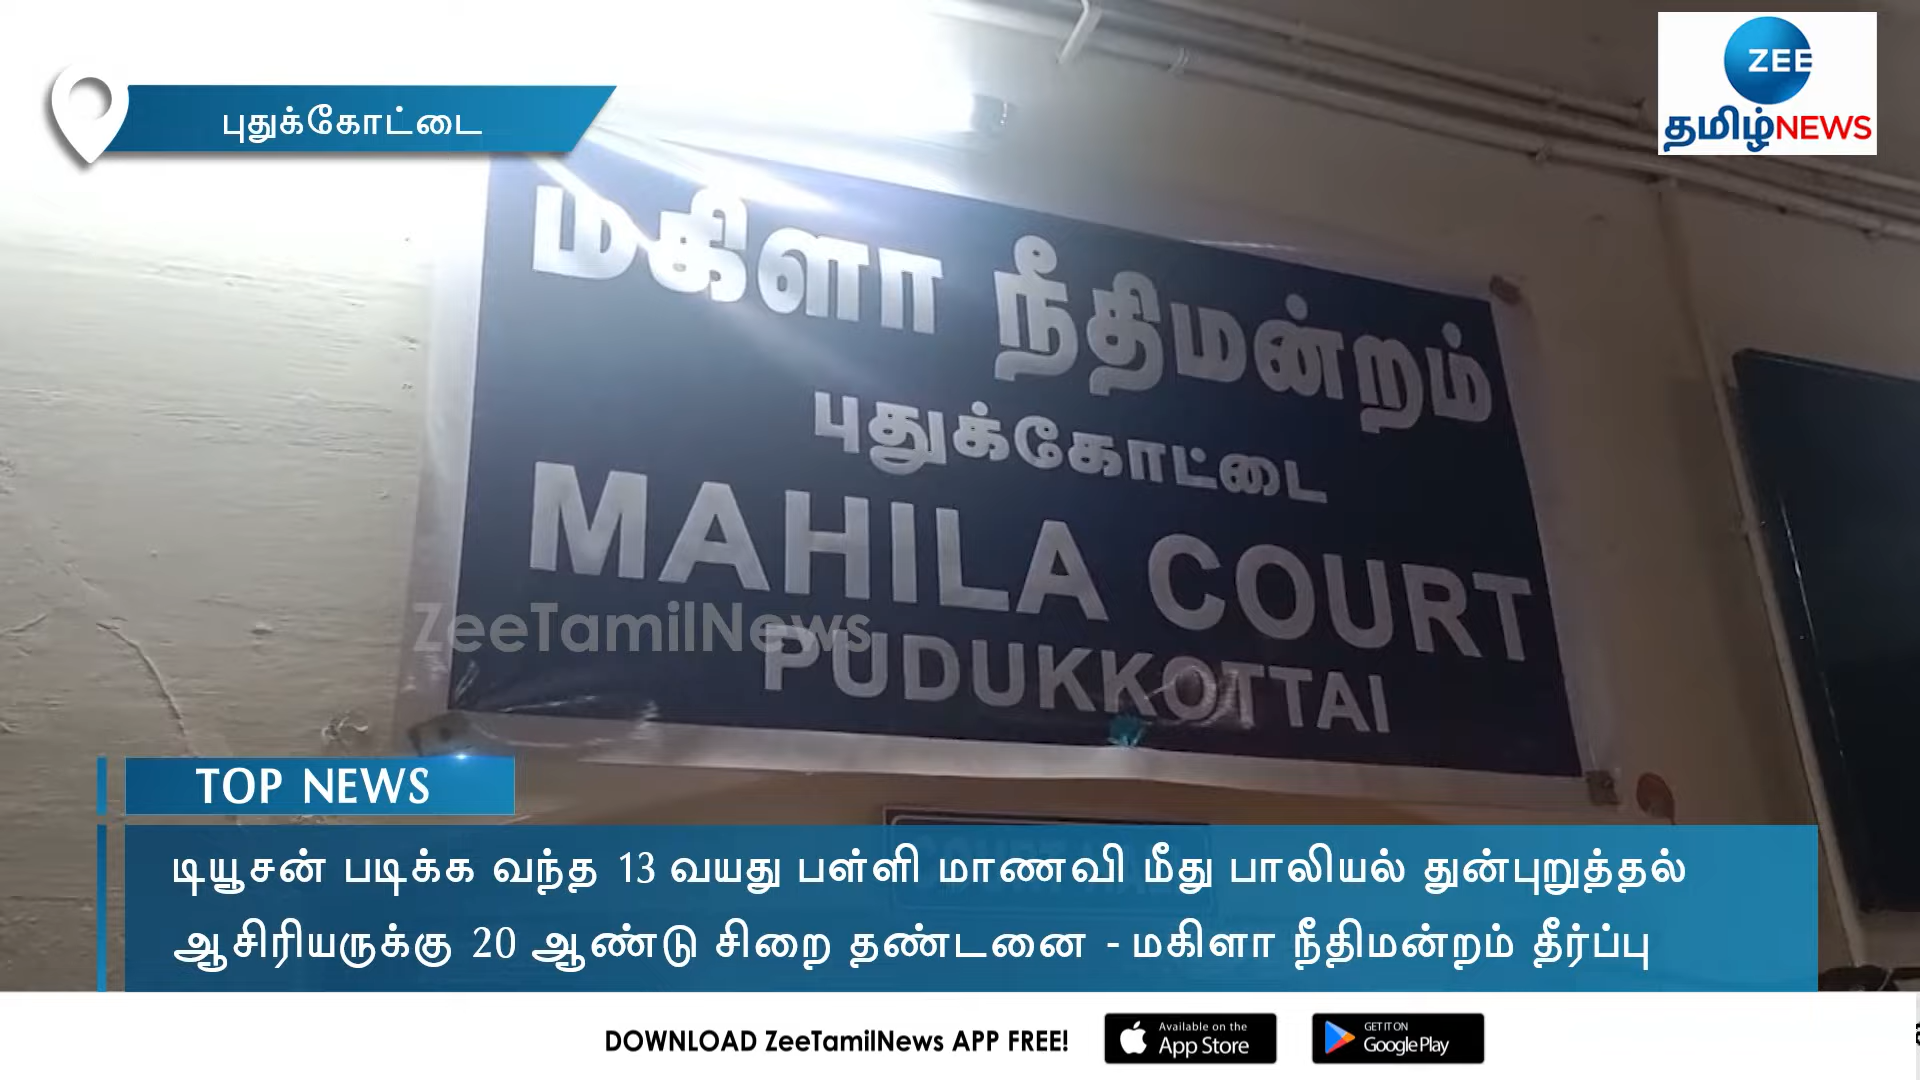 புதுக்கோட்டை
ZEE
தமிழ்NEWS
மகிளா நீதிமன்றம்
புதுக்கோட்டை
MAHILA COURT
PUDUKKOTTAI
ZeeTamilNews
TOP NEWS
டியூசன் படிக்க வந்த 13 வயது பள்ளி மாணவி மீது பாலியல் துன்புறுத்தல்
ஆசிரியருக்கு 20 ஆண்டு சிறை தண்டனை - மகிளா நீதிமன்றம் தீர்ப்பு
DOWNLOAD ZeeTamilNews APP FREE!
Available on the
App Store
GET IT ON
Google Play